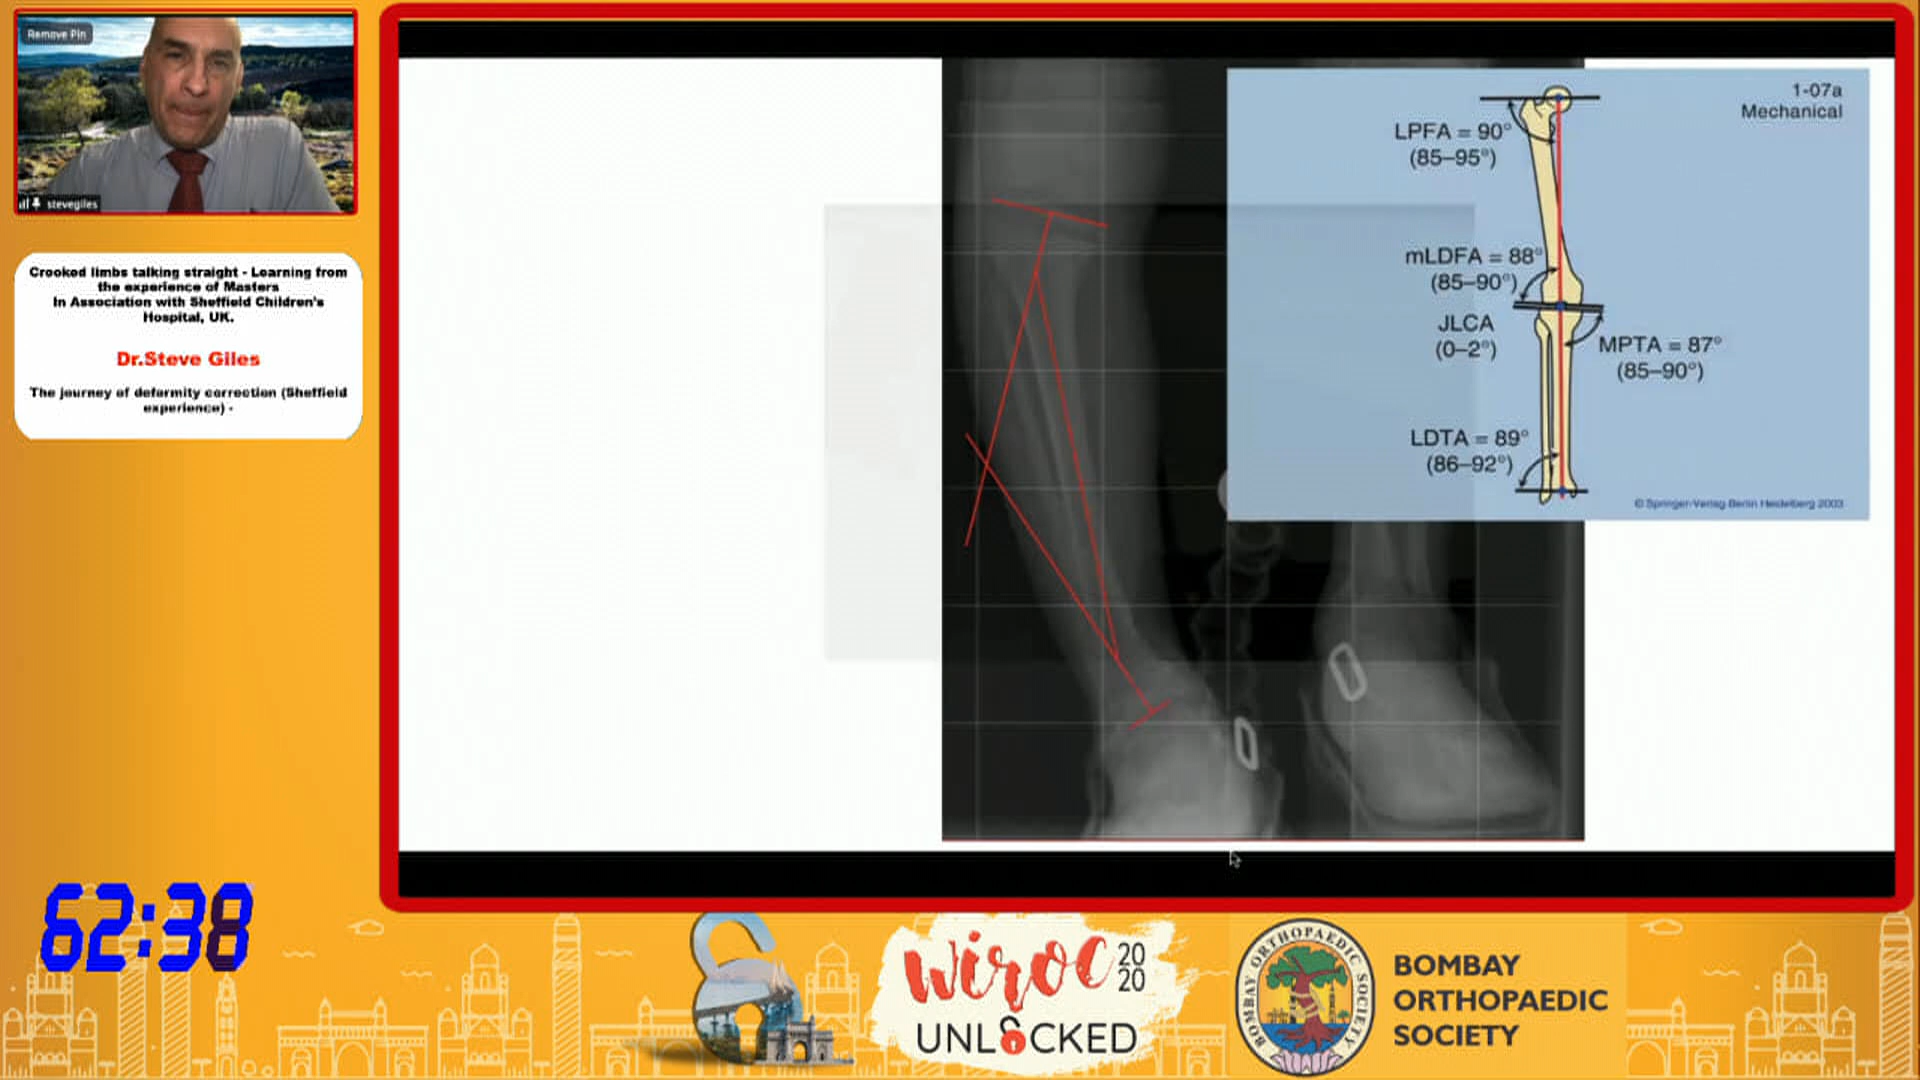 Remove Pin
stevegiles
Crooked limbs talking straight - Learning from
the experience of Masters
In Association with Sheffield Children's
Hospital, UK.
Dr.Steve Giles
The journey of deformity correction (Sheffield
experience) -
62:38
1-07a
Mechanical
LPFA = 90°
(85–95°)
mLDFA = 88°
(85–90°)
JLCA
(0–2°)
MPTA = 87°
(85–90°)
LDTA = 89°
(86–92°)
© Springer-Verlag Berlin Heidelberg 2003
WIROC 20
20
UNLOCKED
BOMBAY ORTHOPAEDIC SOCIETY
BOMBAY
ORTHOPAEDIC
SOCIETY